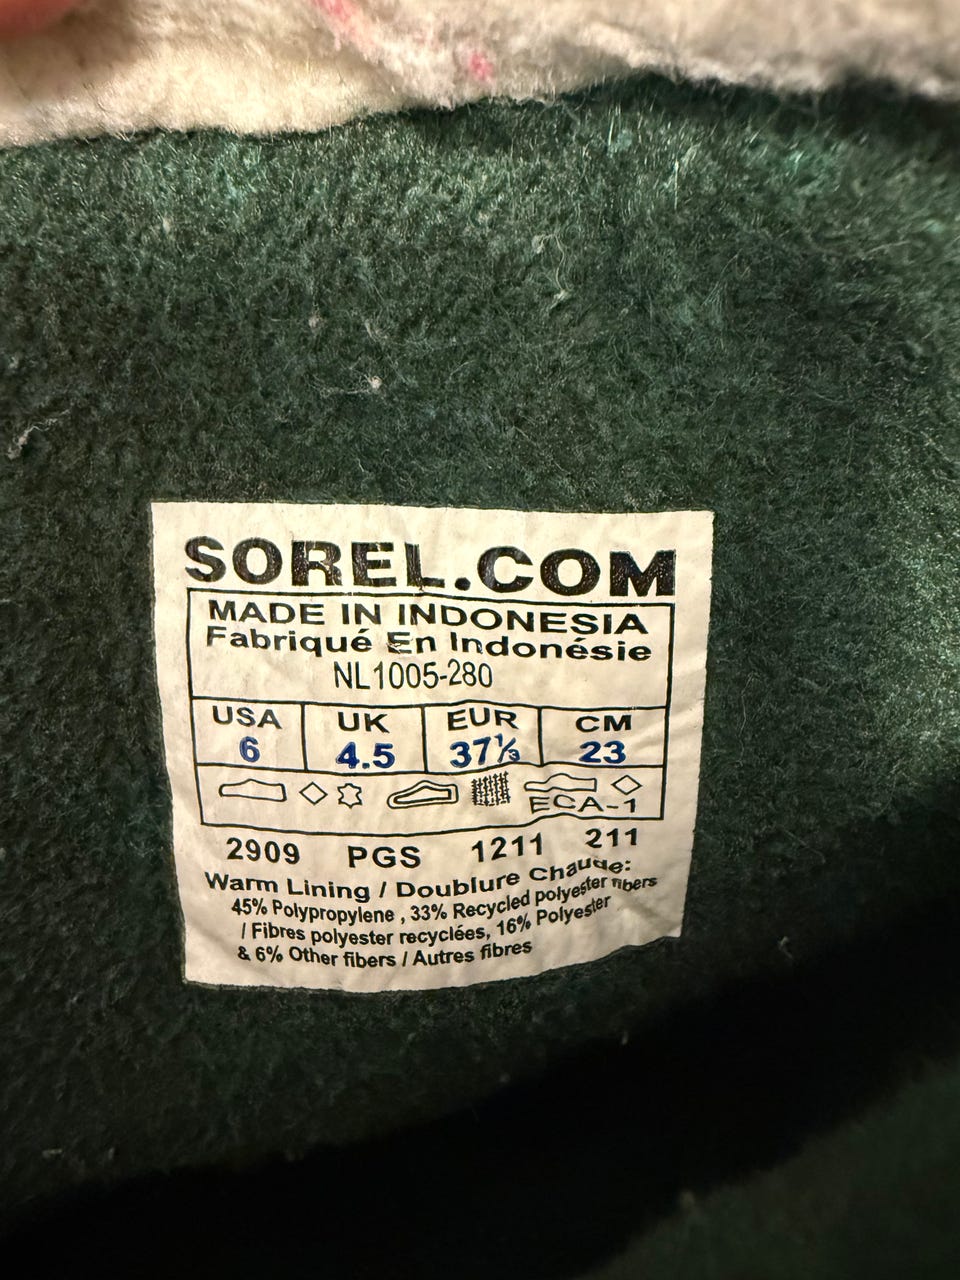 SOREL.COM
MADE IN INDONESIA
Fabriqué En Indonésie
NL1005-280
USA UK EUR CM
6 4.5 37⅓ 23
ECA-1
2909 PGS 1211 211
Warm Lining / Doublure Chaude:
45% Polypropylene , 33% Recycled polyester fibers
/ Fibres polyester recyclées, 16% Polyester
& 6% Other fibers / Autres fibres